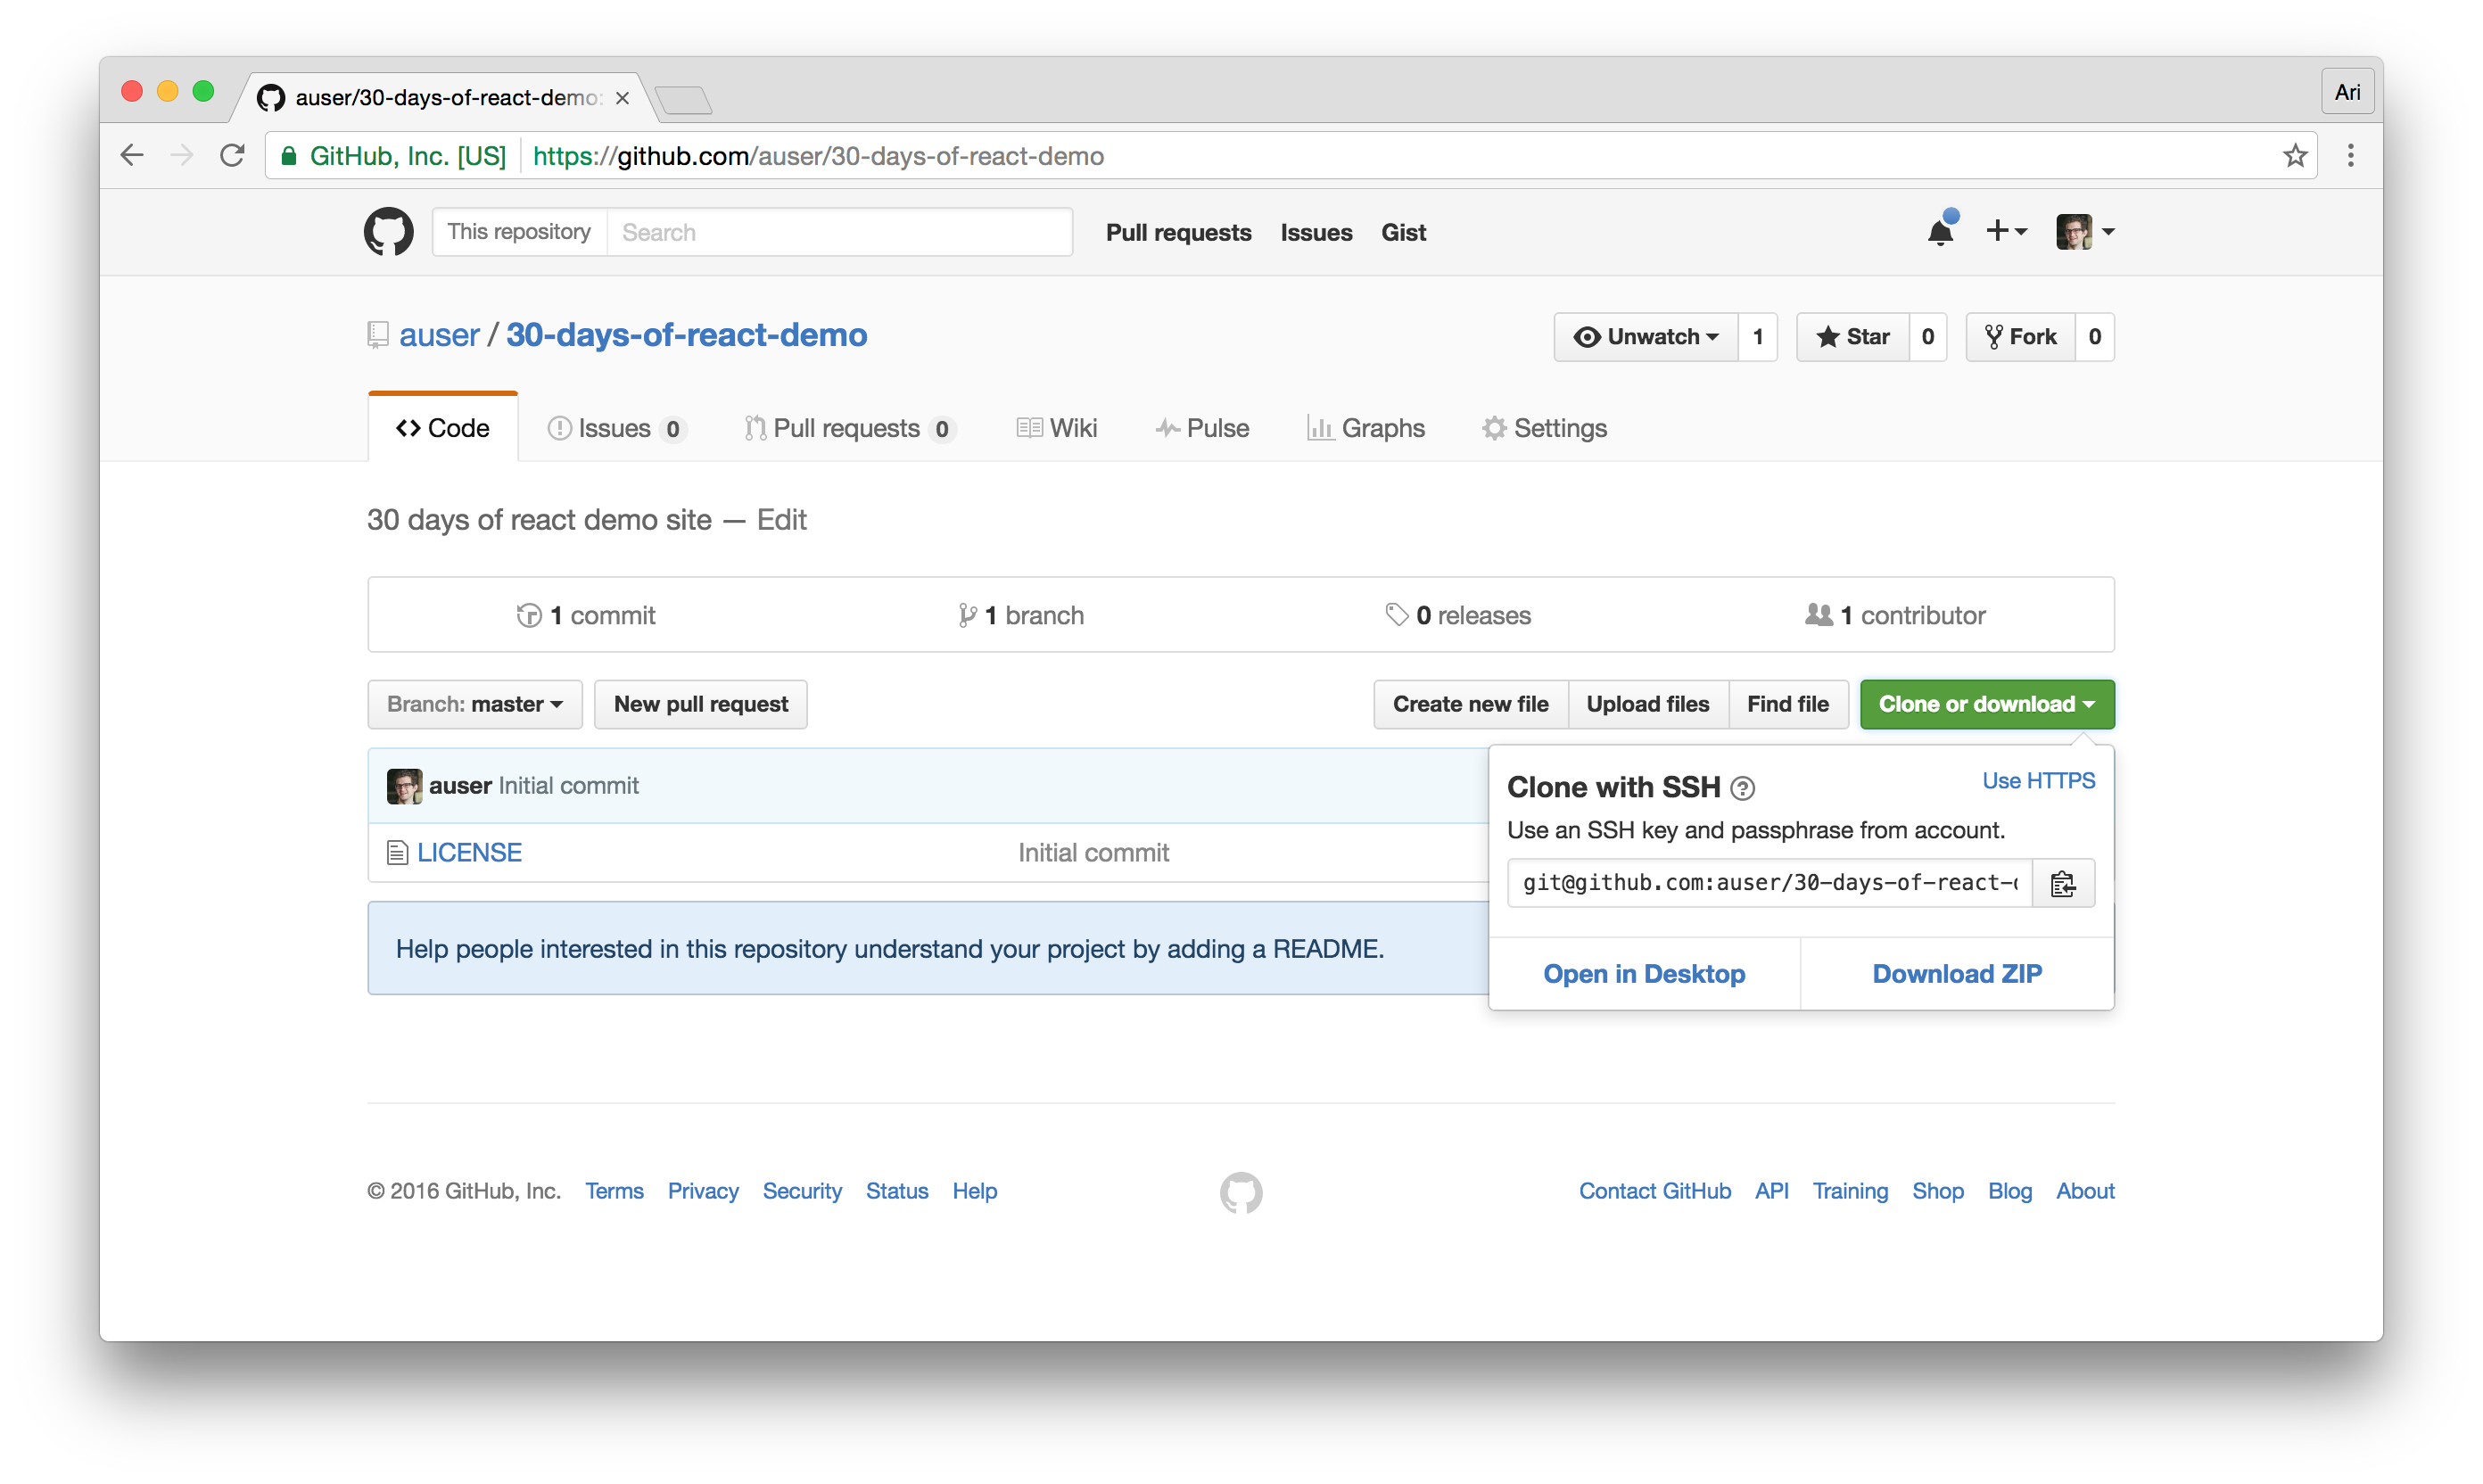 auser/30-days-of-react-demo:
Ari
GitHub, Inc. [US] https://github.com/auser/30-days-of-react-demo
This repository Search Pull requests Issues Gist
auser / 30-days-of-react-demo Unwatch 1 Star 0 Fork 0
Code Issues 0 Pull requests 0 Wiki Pulse Graphs Settings
30 days of react demo site — Edit
1 commit 1 branch 0 releases 1 contributor
Branch: master New pull request Create new file Upload files Find file Clone or download
auser Initial commit
LICENSE Initial commit
Help people interested in this repository understand your project by adding a README.
Clone with SSH Use HTTPS
Use an SSH key and passphrase from account.
git@github.com:auser/30-days-of-react-
Open in Desktop Download ZIP
© 2016 GitHub, Inc. Terms Privacy Security Status Help Contact GitHub API Training Shop Blog About